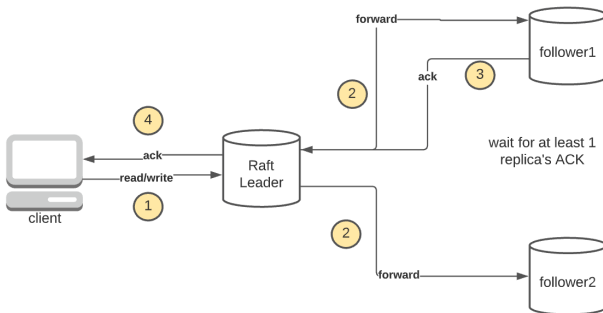 forward
follower1
3
ack
2
4
wait for at least 1
replica's ACK
ack
Raft
Leader
read/write
1
client
2
forward
follower2